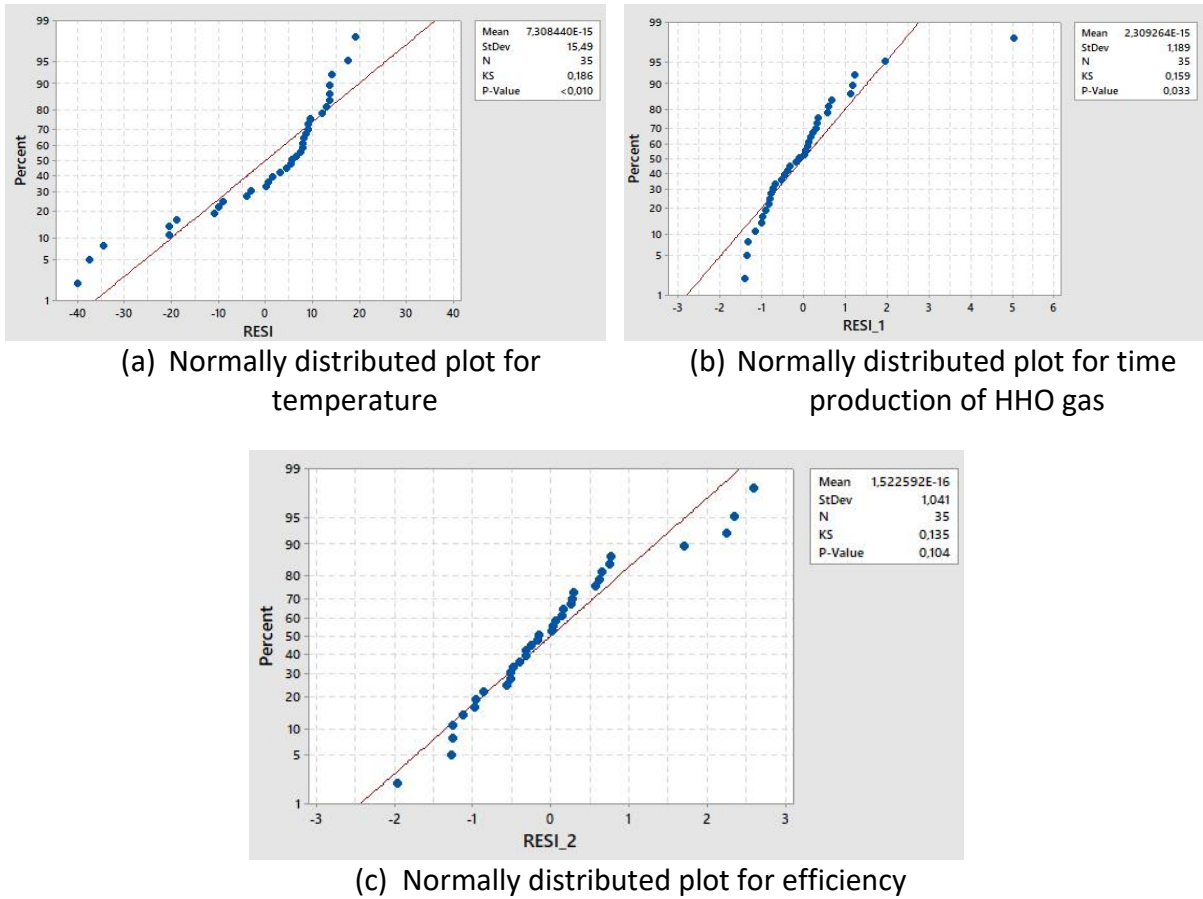 99
95
90
80
70
60
50
40
30
20
10
5
1
Percent
-40
-30
-20
-10
0
10
20
30
40
RESI
Mean 7,308440E-15
StDev 15,49
N 35
KS 0,186
P-Value <0,010
(a) Normally distributed plot for
temperature
99
95
90
80
70
60
50
40
30
20
10
5
1
Percent
-3
-2
-1
0
1
2
3
4
5
6
RESI_1
Mean 2,309264E-15
StDev 1,189
N 35
KS 0,159
P-Value 0,033
(b) Normally distributed plot for time
production of HHO gas
99
95
90
80
70
60
50
40
30
20
10
5
1
Percent
-3
-2
-1
0
1
2
3
RESI_2
Mean 1,522592E-16
StDev 1,041
N 35
KS 0,135
P-Value 0,104
(c) Normally distributed plot for efficiency